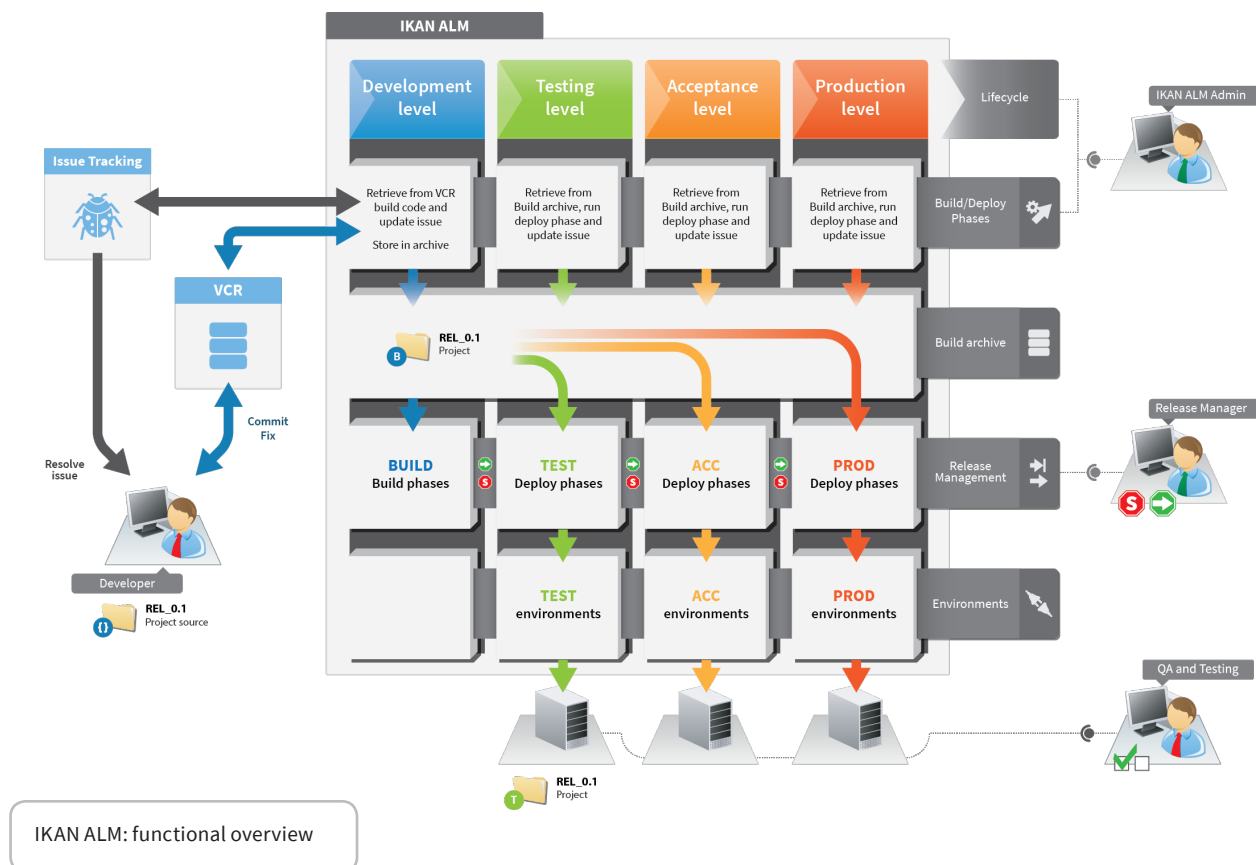 IKAN ALM
Development
level
Testing
level
Acceptance
level
Production
level
Lifecycle
IKAN ALM Admin
Issue Tracking
Retrieve from VCR
build code and
update issue
Store in archive
Retrieve from
Build archive, run
deploy phase and
update issue
Retrieve from
Build archive, run
deploy phase and
update issue
Retrieve from
Build archive, run
deploy phase and
update issue
Build/Deploy
Phases
VCR
B
REL_0.1
Project
Build archive
Commit
Fix
Resolve
issue
BUILD
Build phases
S
TEST
Deploy phases
S
ACC
Deploy phases
S
PROD
Deploy phases
Release
Management
Release Manager
S
Developer
{}
REL_0.1
Project source
TEST
environments
ACC
environments
PROD
environments
Environments
QA and Testing
T
REL_0.1
Project
IKAN ALM: functional overview